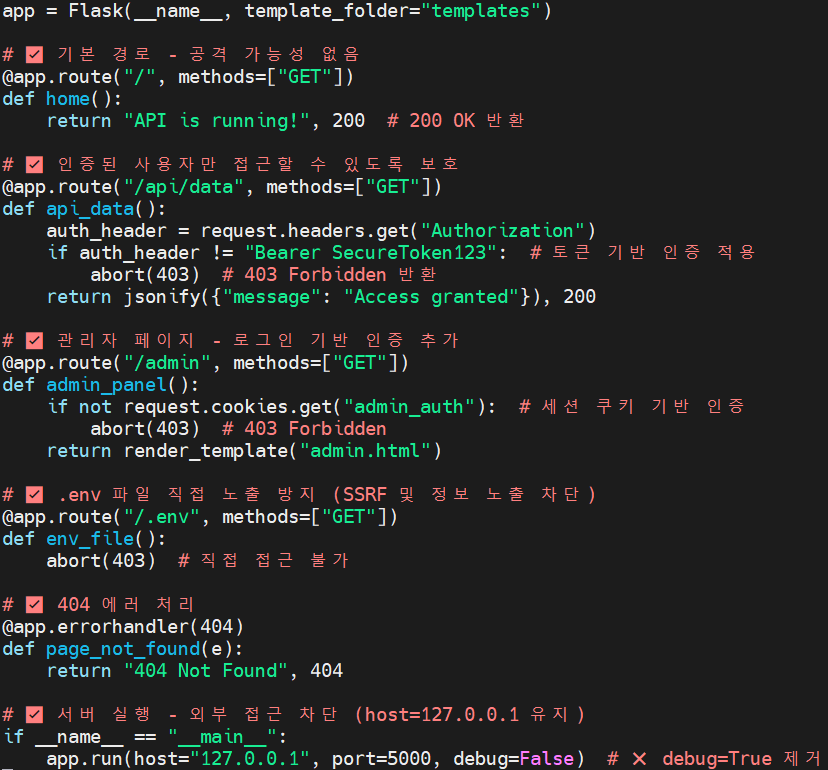 app = Flask(__name__, template_folder="templates")
# ✅ 기본 경로 - 공격 가능성 없음
@app.route("/", methods=["GET"])
def home():
    return "API is running!", 200  # 200 OK 반환
# ✅ 인증된 사용자만 접근할 수 있도록 보호
@app.route("/api/data", methods=["GET"])
def api_data():
    auth_header = request.headers.get("Authorization")
    if auth_header != "Bearer SecureToken123":  # 토큰 기반 인증 적용
        abort(403)  # 403 Forbidden 반환
    return jsonify({"message": "Access granted"}), 200
# ✅ 관리자 페이지 - 로그인 기반 인증 추가
@app.route("/admin", methods=["GET"])
def admin_panel():
    if not request.cookies.get("admin_auth"):  # 세션 쿠키 기반 인증
        abort(403)  # 403 Forbidden
    return render_template("admin.html")
# ✅ .env 파일 직접 노출 방지 (SSRF 및 정보 노출 차단)
@app.route("/.env", methods=["GET"])
def env_file():
    abort(403)  # 직접 접근 불가
# ✅ 404 에러 처리
@app.errorhandler(404)
def page_not_found(e):
    return "404 Not Found", 404
# ✅ 서버 실행 - 외부 접근 차단 (host=127.0.0.1 유지)
if __name__ == "__main__":
    app.run(host="127.0.0.1", port=5000, debug=False)  # ❌ debug=True 제거